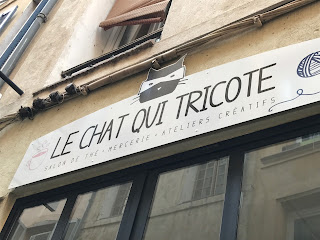 LE CHAT QUI TRICOTE
SALON DE THÉ • MERCERIE • ATELIERS CRÉATIFS